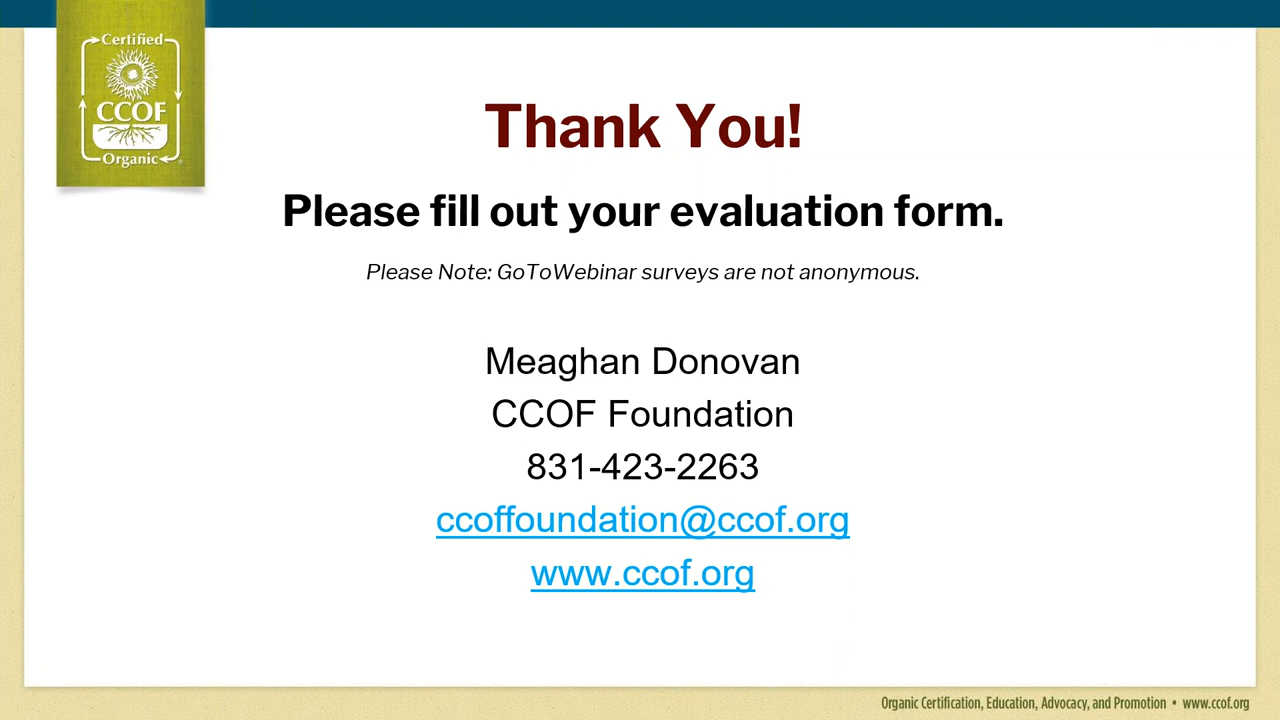 Certified
CCOF
Organic
Thank You!
Please fill out your evaluation form.
Please Note: GoToWebinar surveys are not anonymous.
Meaghan Donovan
CCOF Foundation
831-423-2263
ccoffoundation@ccof.org
www.ccof.org
Organic Certification, Education, Advocacy, and Promotion • www.ccof.org